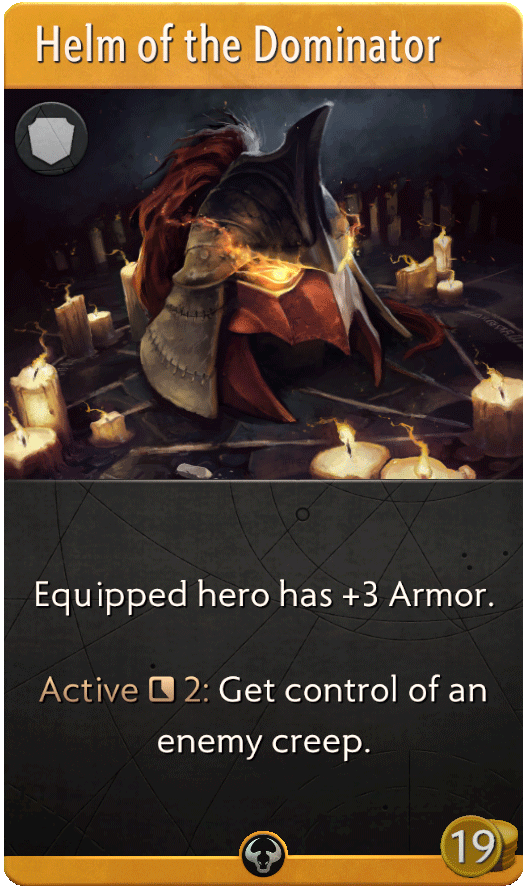 Helm of the Dominator
Equipped hero has +3 Armor.
Active 2: Get control of an
enemy creep.
19